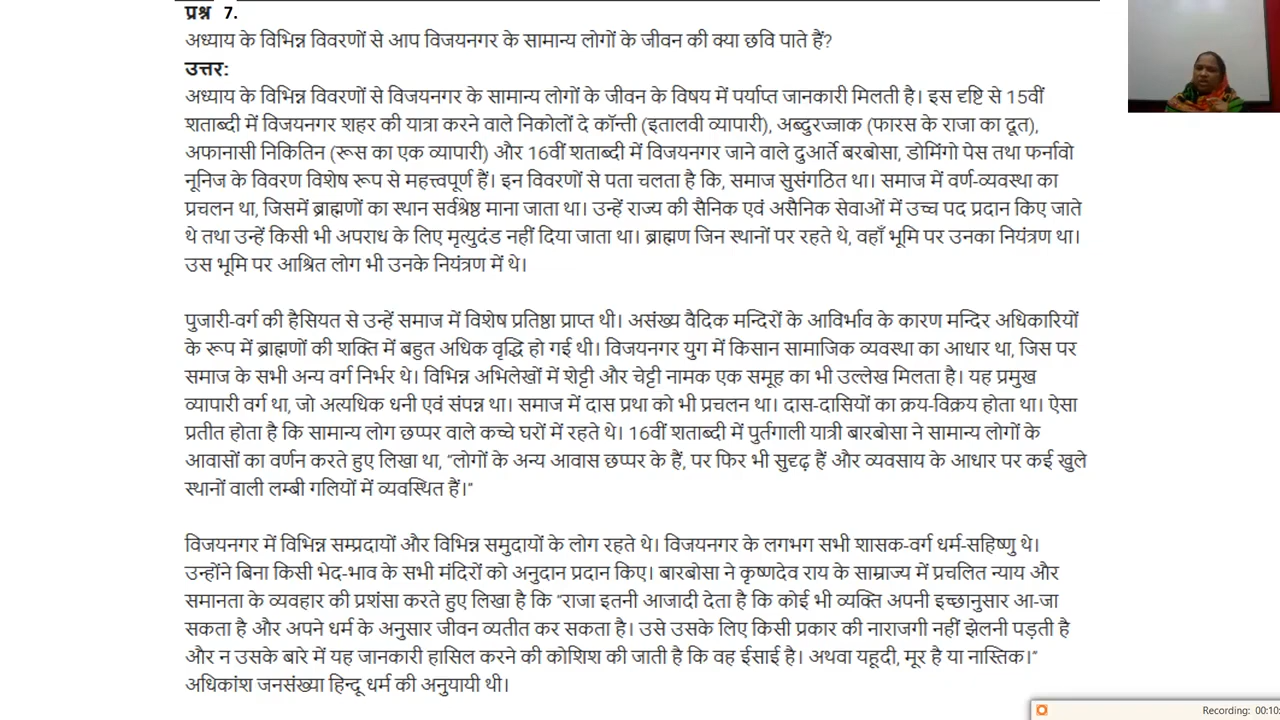 प्रश्न 7.
अध्याय के विभिन्न विवरणों से आप विजयनगर के सामान्य लोगों के जीवन की क्या छवि पाते हैं?
उत्तर:
अध्याय के विभिन्न विवरणों से विजयनगर के सामान्य लोगों के जीवन के विषय में पर्याप्त जानकारी मिलती है। इस दृष्टि से 15वीं
शताब्दी में विजयनगर शहर की यात्रा करने वाले निकोलों दे कॉन्ती (इतालवी व्यापारी), अब्दुरज्जाक (फारस के राजा का दूत),
अफानासी निकितिन (रूस का एक व्यापारी) और 16वीं शताब्दी में विजयनगर जाने वाले दुआर्ते बरबोसा, डोमिंगो पेस तथा फर्नावो
नूनिज के विवरण विशेष रूप से महत्त्वपूर्ण हैं। इन विवरणों से पता चलता है कि, समाज सुसंगठित था। समाज में वर्ण-व्यवस्था का
प्रचलन था, जिसमें ब्राह्मणों का स्थान सर्वश्रेष्ठ माना जाता था। उन्हें राज्य की सैनिक एवं असैनिक सेवाओं में उच्च पद प्रदान किए जाते
थे तथा उन्हें किसी भी अपराध के लिए मृत्युदंड नहीं दिया जाता था। ब्राह्मण जिन स्थानों पर रहते थे, वहाँ भूमि पर उनका नियंत्रण था।
उस भूमि पर आश्रित लोग भी उनके नियंत्रण में थे।
पुजारी-वर्ग की हैसियत से उन्हें समाज में विशेष प्रतिष्ठा प्राप्त थी। असंख्य वैदिक मन्दिरों के आविर्भाव के कारण मन्दिर अधिकारियों
के रूप में ब्राह्मणों की शक्ति में बहुत अधिक वृद्धि हो गई थी। विजयनगर युग में किसान सामाजिक व्यवस्था का आधार था, जिस पर
समाज के सभी अन्य वर्ग निर्भर थे। विभिन्न अभिलेखों में शेट्टी और चेट्टी नामक एक समूह का भी उल्लेख मिलता है। यह प्रमुख
व्यापारी वर्ग था, जो अत्यधिक धनी एवं संपन्न था। समाज में दास प्रथा को भी प्रचलन था। दास-दासियों का क्रय-विक्रय होता था। ऐसा
प्रतीत होता है कि सामान्य लोग छप्पर वाले कच्चे घरों में रहते थे। 16वीं शताब्दी में पुर्तगाली यात्री बारबोसा ने सामान्य लोगों के
आवासों का वर्णन करते हुए लिखा था, “लोगों के अन्य आवास छप्पर के हैं, पर फिर भी सुदृढ़ हैं और व्यवसाय के आधार पर कई खुले
स्थानों वाली लम्बी गलियों में व्यवस्थित हैं।”
विजयनगर में विभिन्न सम्प्रदायों और विभिन्न समुदायों के लोग रहते थे। विजयनगर के लगभग सभी शासक-वर्ग धर्म-सहिष्णु थे।
उन्होंने बिना किसी भेद-भाव के सभी मंदिरों को अनुदान प्रदान किए। बारबोसा ने कृष्णदेव राय के साम्राज्य में प्रचलित न्याय और
समानता के व्यवहार की प्रशंसा करते हुए लिखा है कि “राजा इतनी आजादी देता है कि कोई भी व्यक्ति अपनी इच्छानुसार आ-जा
सकता है और अपने धर्म के अनुसार जीवन व्यतीत कर सकता है। उसे उसके लिए किसी प्रकार की नाराजगी नहीं झेलनी पड़ती है
और न उसके बारे में यह जानकारी हासिल करने की कोशिश की जाती है कि वह ईसाई है। अथवा यहूदी, मूर है या नास्तिक।”
अधिकांश जनसंख्या हिन्दू धर्म की अनुयायी थी।
Recording: 00:10: